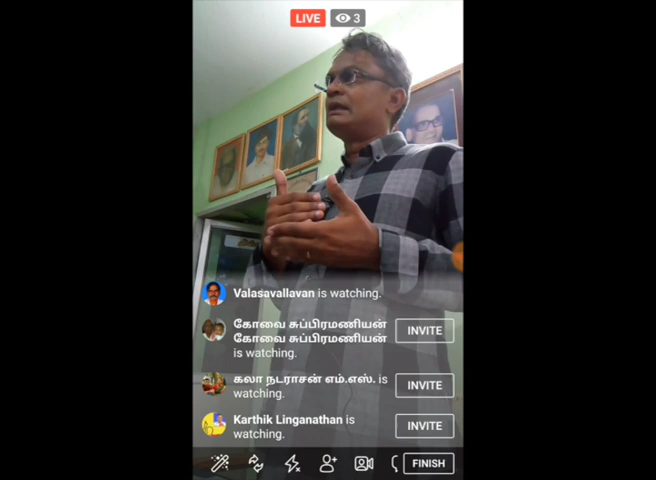 LIVE 3
Valasavallavan is watching.
கோவை சுப்பிரமணியன்
கோவை சுப்பிரமணியன்
is watching.
INVITE
கலா நடராசன் எம்.எஸ். is
watching.
INVITE
Karthik Linganathan is
watching.
INVITE
FINISH